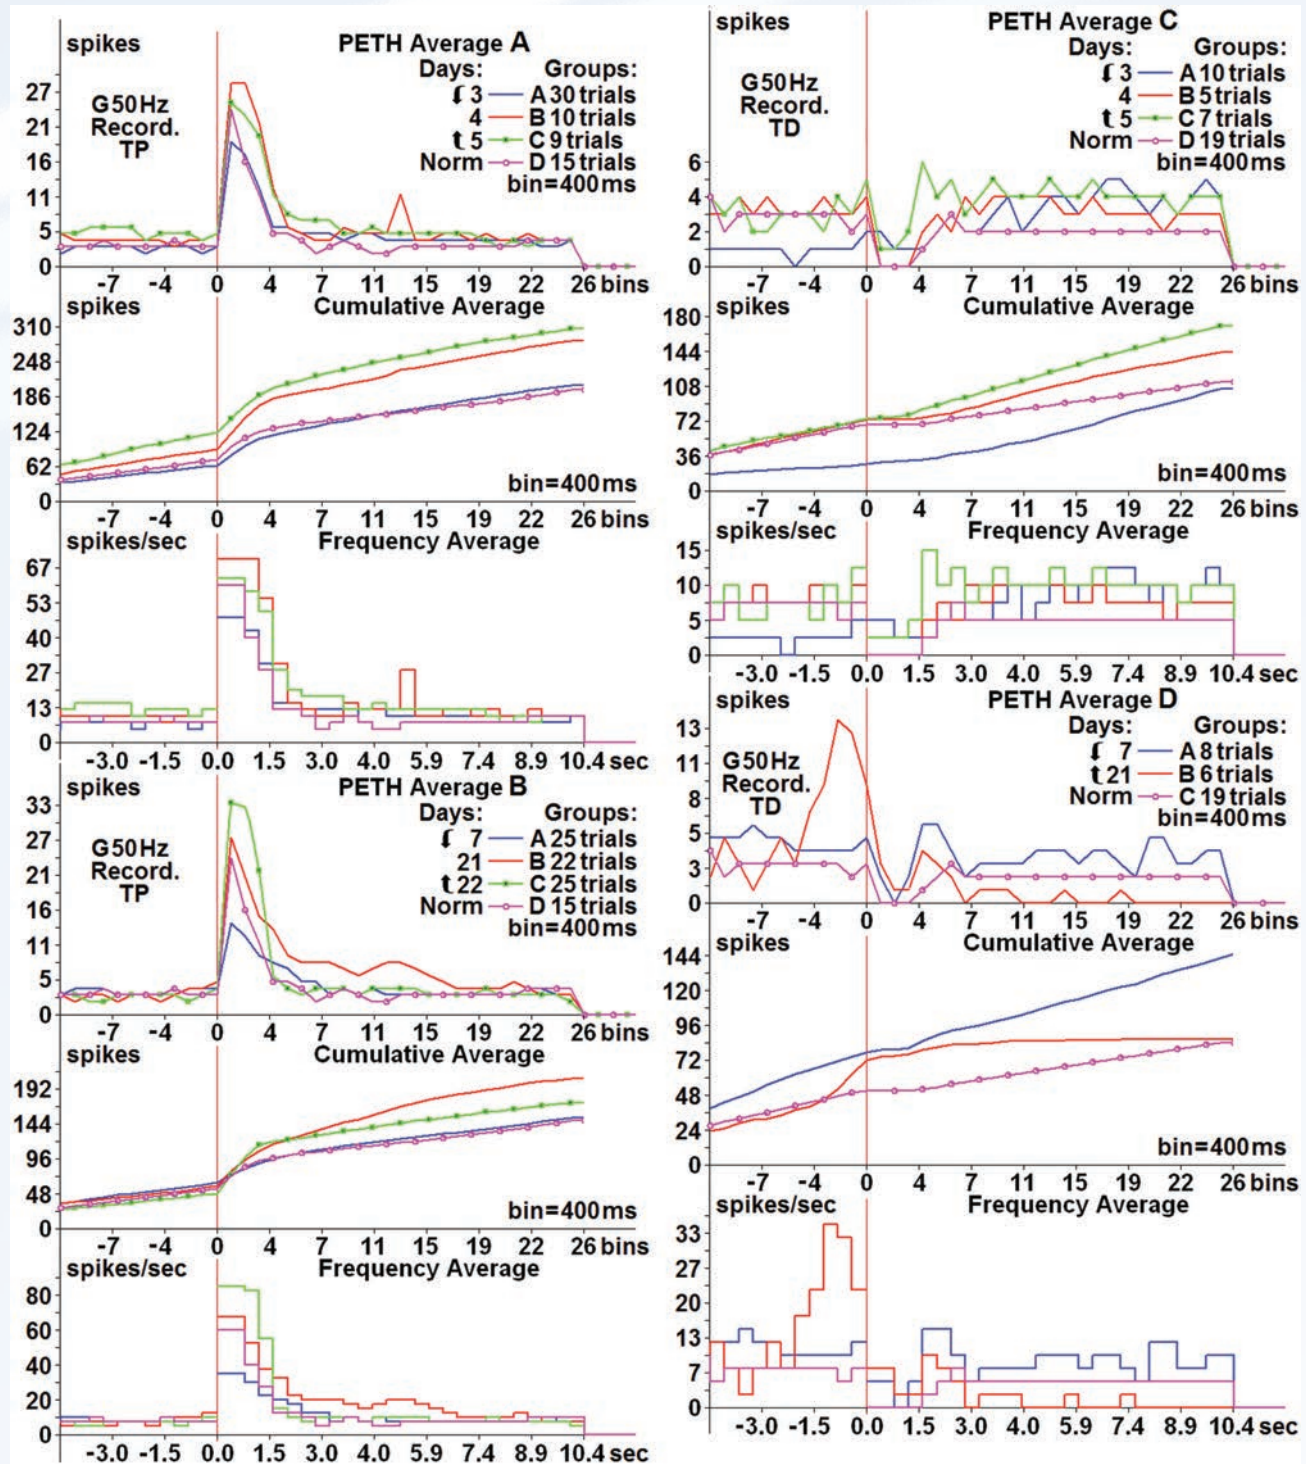 spikes
PETH Average A
G50Hz
Record.
TP
Days: Groups:
3 A 30 trials
4 B 10 trials
5 C 9 trials
Norm D 15 trials
bin=400ms
27
21
16
11
5
0
-7 -4 0 4 7 11 15 19 22 26 bins
spikes
Cumulative Average
310
248
186
124
62
0
bin=400ms
-7 -4 0 4 7 11 15 19 22 26 bins
spikes/sec
Frequency Average
67
53
40
27
13
0
-3.0 -1.5 0.0 1.5 3.0 4.0 5.9 7.4 8.9 10.4 sec
spikes
PETH Average B
G50Hz
Record.
TP
Days: Groups:
7 A 25 trials
21 B 22 trials
22 C 25 trials
Norm D 15 trials
bin=400ms
33
27
21
16
11
5
0
-7 -4 0 4 7 11 15 19 22 26 bins
spikes
Cumulative Average
192
144
96
48
0
bin=400ms
-7 -4 0 4 7 11 15 19 22 26 bins
spikes/sec
Frequency Average
80
60
40
20
0
-3.0 -1.5 0.0 1.5 3.0 4.0 5.9 7.4 8.9 10.4 sec
spikes
PETH Average C
G50Hz
Record.
TD
Days: Groups:
3 A 10 trials
4 B 5 trials
5 C 7 trials
Norm D 19 trials
bin=400ms
6
4
2
0
-7 -4 0 4 7 11 15 19 22 26 bins
spikes
Cumulative Average
180
144
108
72
36
0
bin=400ms
-7 -4 0 4 7 11 15 19 22 26 bins
spikes/sec
Frequency Average
15
10
5
0
-3.0 -1.5 0.0 1.5 3.0 4.0 5.9 7.4 8.9 10.4 sec
spikes
PETH Average D
G50Hz
Record.
TD
Days: Groups:
7 A 8 trials
21 B 6 trials
Norm C 19 trials
bin=400ms
13
11
8
5
3
0
-7 -4 0 4 7 11 15 19 22 26 bins
spikes
Cumulative Average
144
120
96
72
48
24
0
bin=400ms
-7 -4 0 4 7 11 15 19 22 26 bins
spikes/sec
Frequency Average
33
27
20
13
7
0
-3.0 -1.5 0.0 1.5 3.0 4.0 5.9 7.4 8.9 10.4 sec